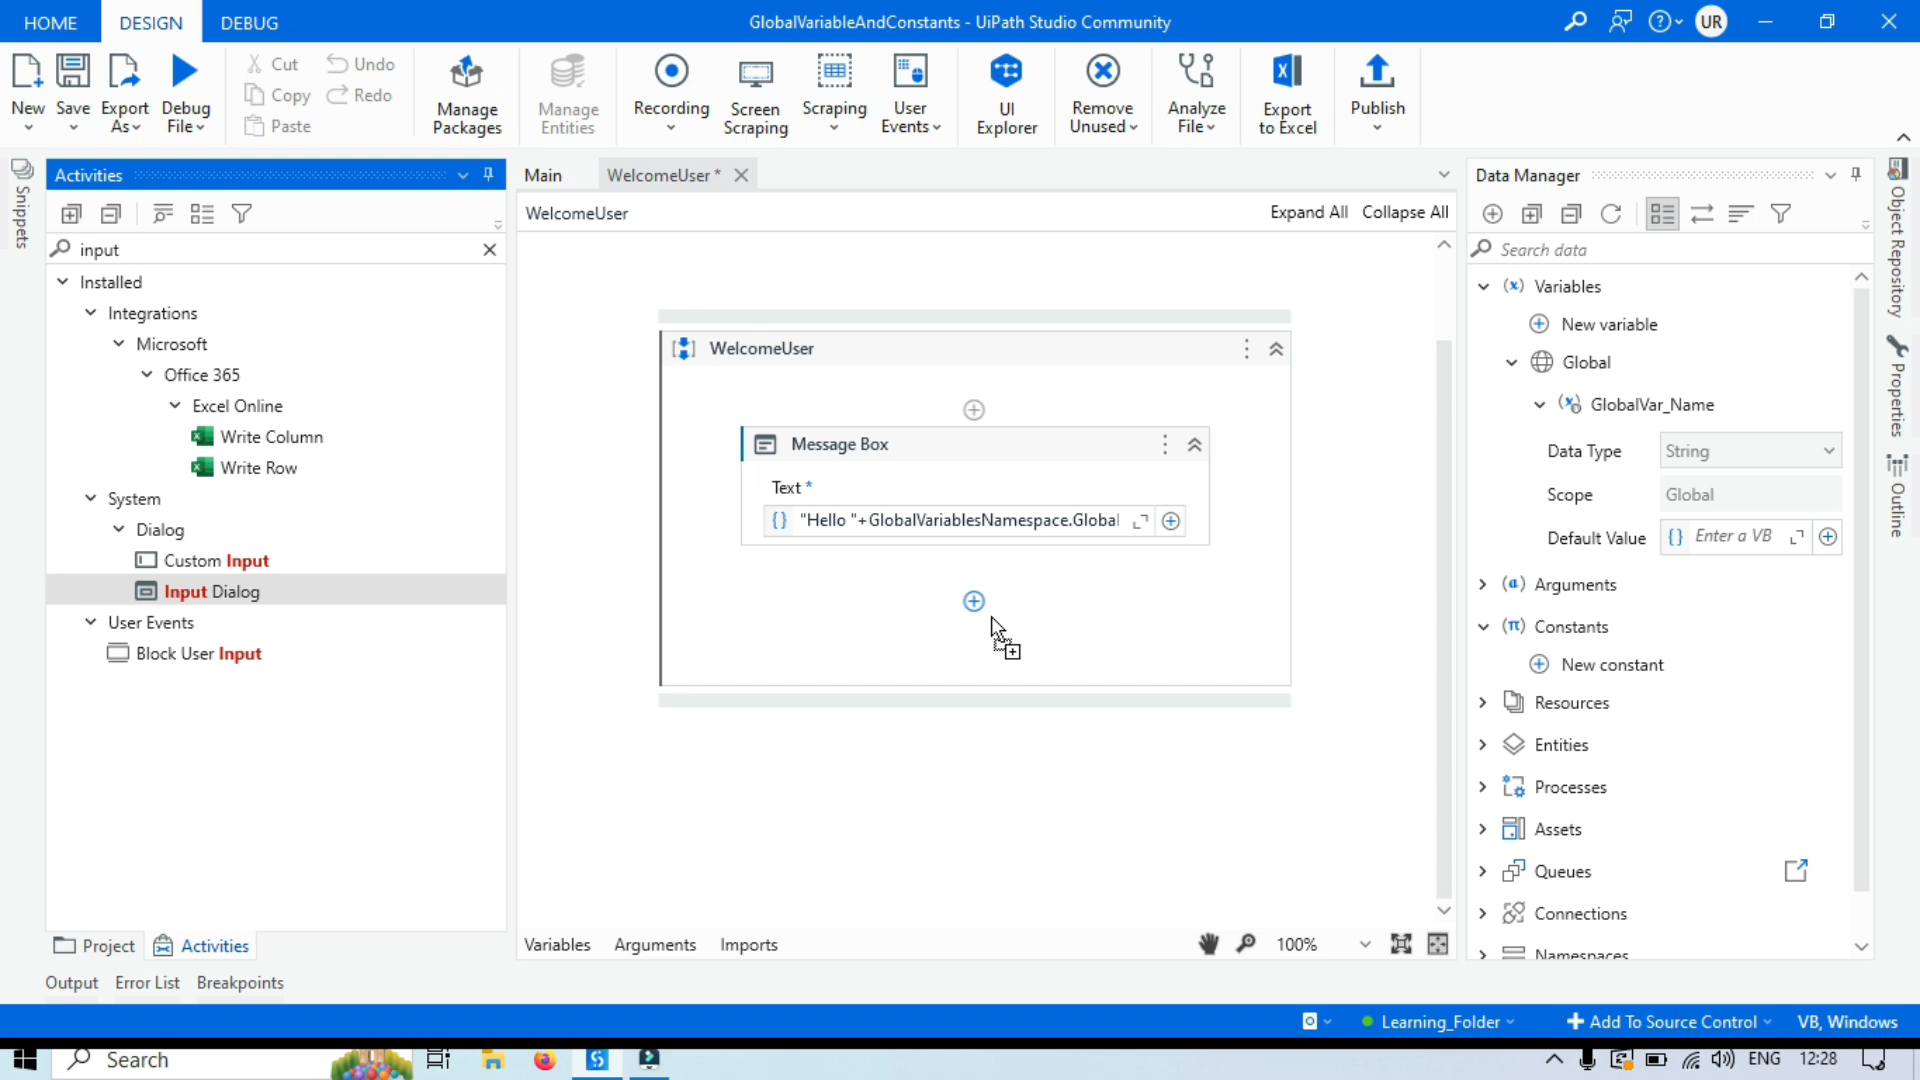 HOME DESIGN DEBUG
GlobalVariableAndConstants - UiPath Studio Community
UR
New
Save
Export As
Debug File
Cut
Copy
Paste
Undo
Redo
Manage Packages
Manage Entities
Recording
Screen Scraping
Scraping
User Events
UI Explorer
Remove Unused
Analyze File
Export to Excel
Publish
Snippets
Activities
input
Installed
Integrations
Microsoft
Office 365
Excel Online
Write Column
Write Row
System
Dialog
Custom Input
Input Dialog
User Events
Block User Input
Project
Activities
Main
WelcomeUser *
WelcomeUser
Expand All Collapse All
WelcomeUser
Message Box
Text *
"Hello "+GlobalVariablesNamespace.Global
Variables Arguments Imports
100%
Data Manager
Search data
(x) Variables
New variable
Global
GlobalVar_Name
Data Type String
Scope Global
Default Value {} Enter a VB
(a) Arguments
(π) Constants
New constant
Resources
Entities
Processes
Assets
Queues
Connections
Namespaces
Object Repository
Properties
Outline
Output Error List Breakpoints
Learning_Folder
Add To Source Control
VB, Windows
Search
ENG
12:28